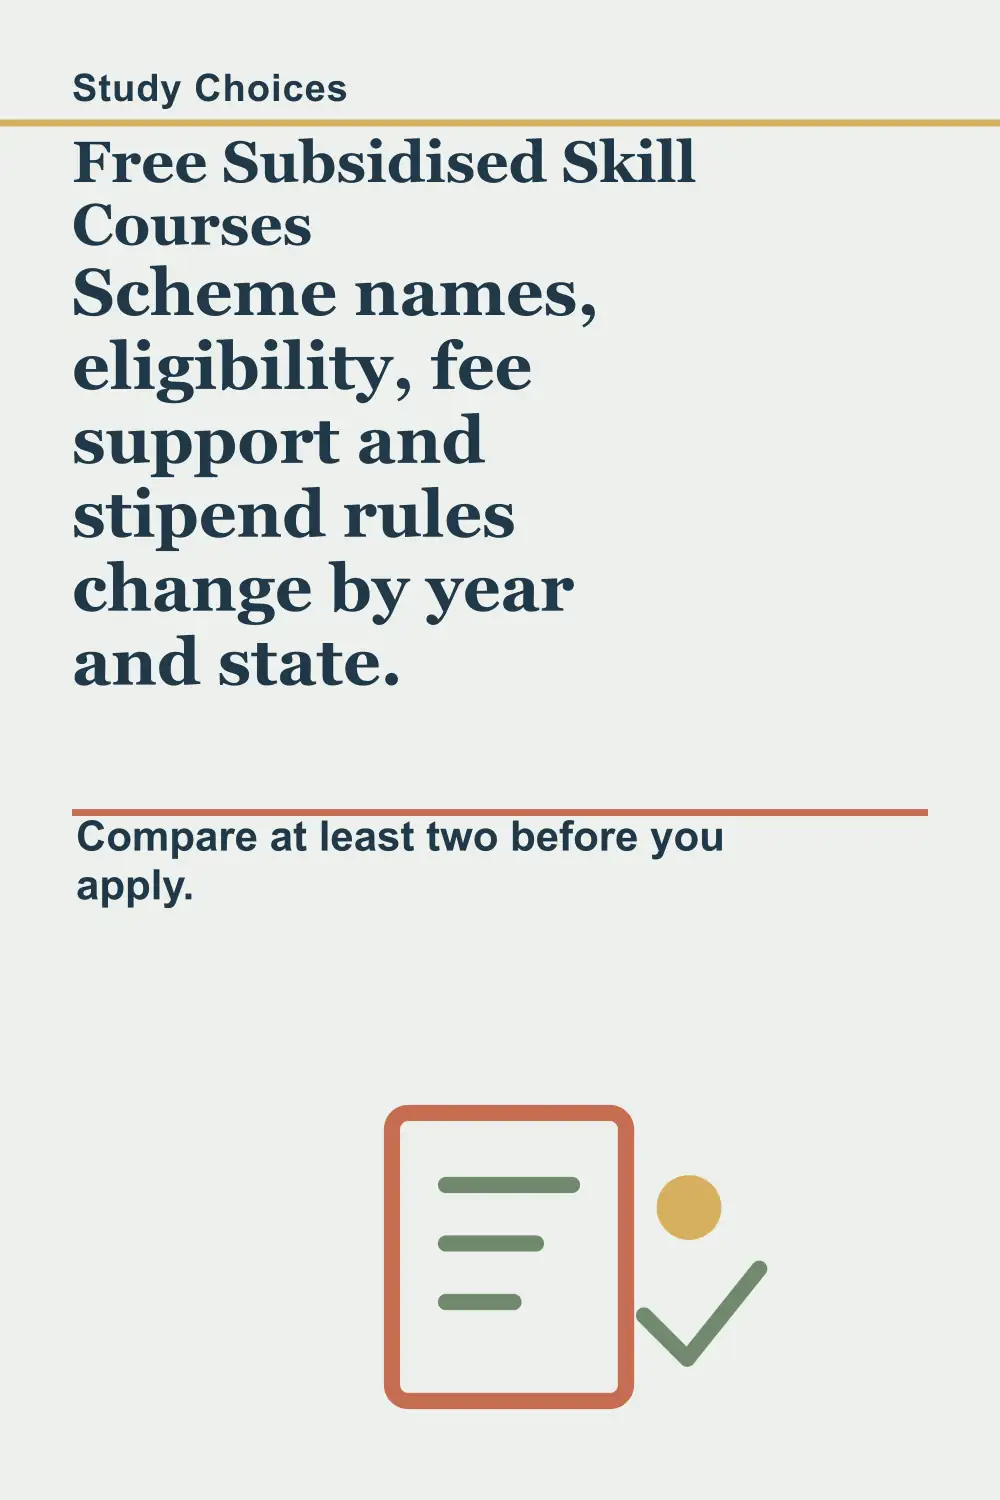 Study Choices
Free Subsidised Skill
Courses
Scheme names,
eligibility, fee
support and
stipend rules
change by year
and state.
Compare at least two before you
apply.